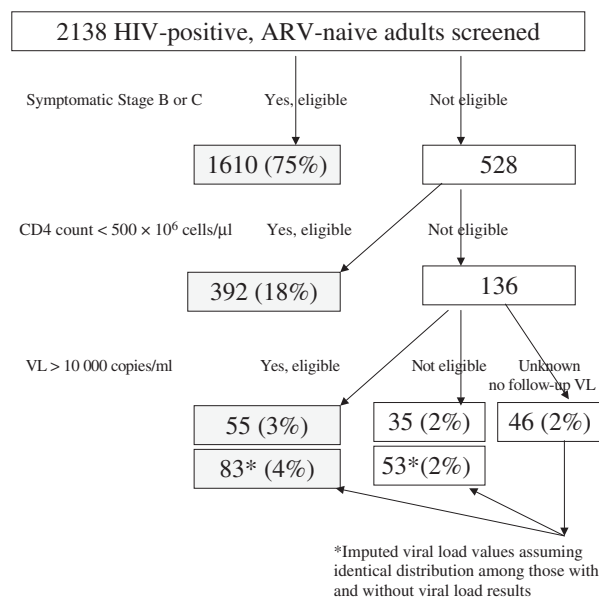 2138 HIV-positive, ARV-naive adults screened
Symptomatic Stage B or C Yes, eligible Not eligible
1610 (75%) 528
CD4 count < 500 × 10⁶ cells/µl Yes, eligible Not eligible
392 (18%) 136
VL > 10 000 copies/ml Yes, eligible Not eligible Unknown
no follow-up VL
55 (3%) 35 (2%) 46 (2%)
83* (4%) 53*(2%)
*Imputed viral load values assuming
identical distribution among those with
and without viral load results